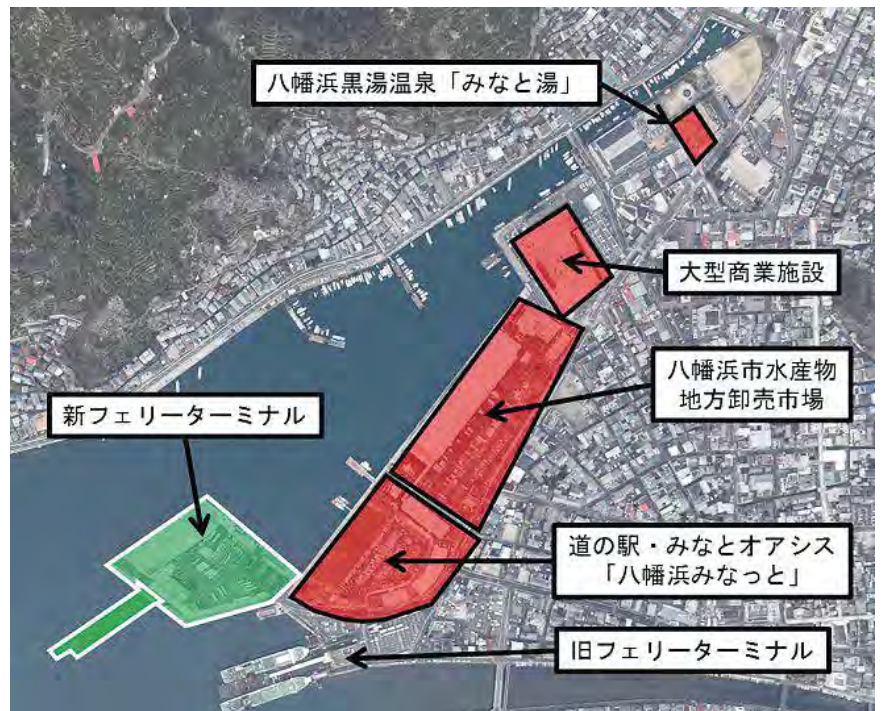 八幡浜黒湯温泉「みなと湯」
大型商業施設
八幡浜市水産物
地方卸売市場
新フェリーターミナル
道の駅・みなとオアシス
「八幡浜みなっと」
旧フェリーターミナル